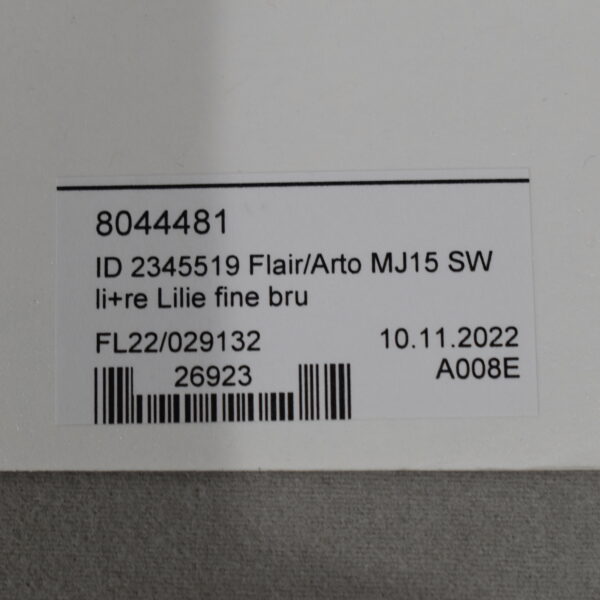 8044481
ID 2345519 Flair/Arto MJ15 SW
li+re Lilie fine bru
FL22/029132 10.11.2022
26923 A008E